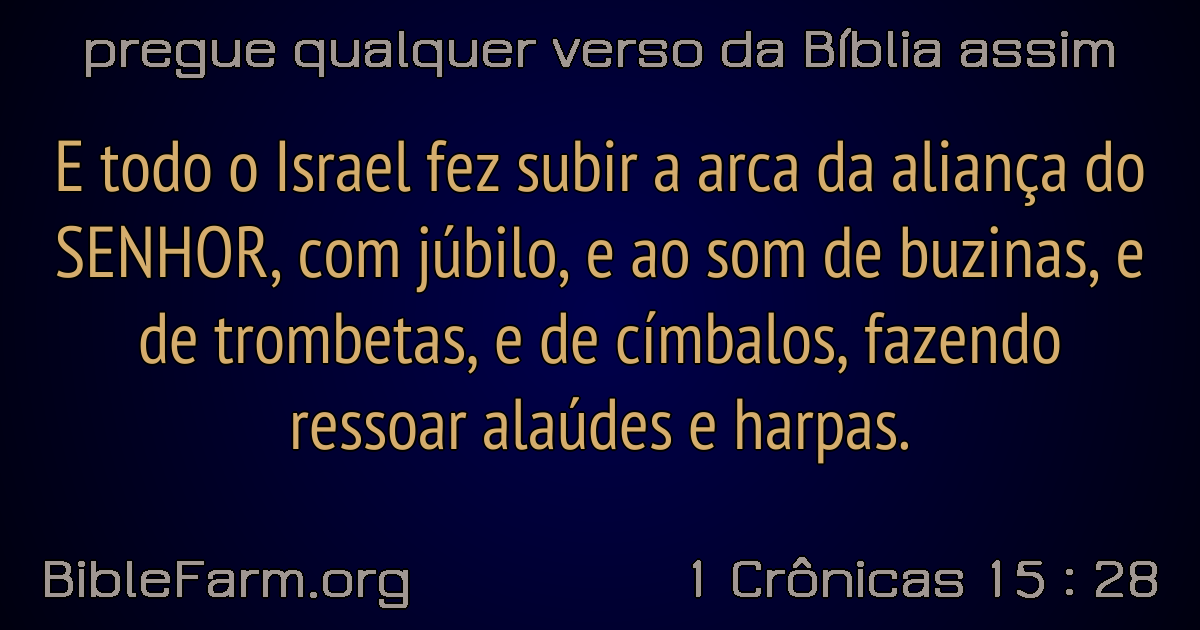 pregue qualquer verso da Bíblia assim
E todo o Israel fez subir a arca da aliança do
SENHOR, com júbilo, e ao som de buzinas, e
de trombetas, e de címbalos, fazendo
ressoar alaúdes e harpas.
BibleFarm.org
1 Crônicas 15 : 28